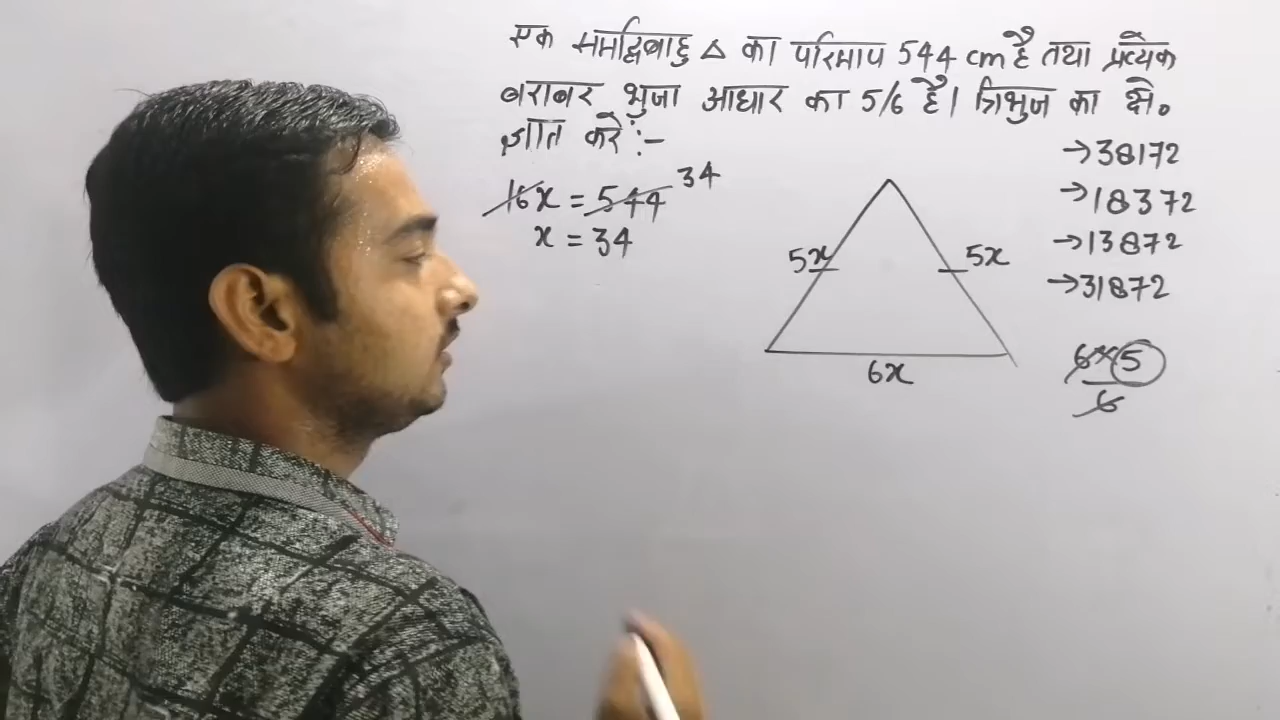 एक समद्विबाहु △ का परिमाप 544 cm है तथा प्रत्येक
बराबर भुजा आधार का 5/6 है। त्रिभुज का क्षे०
ज्ञात करें :-
16x = 544 34
x = 34
→38172
→18372
→13872
→31872
5x
5x
6x
6×5
6